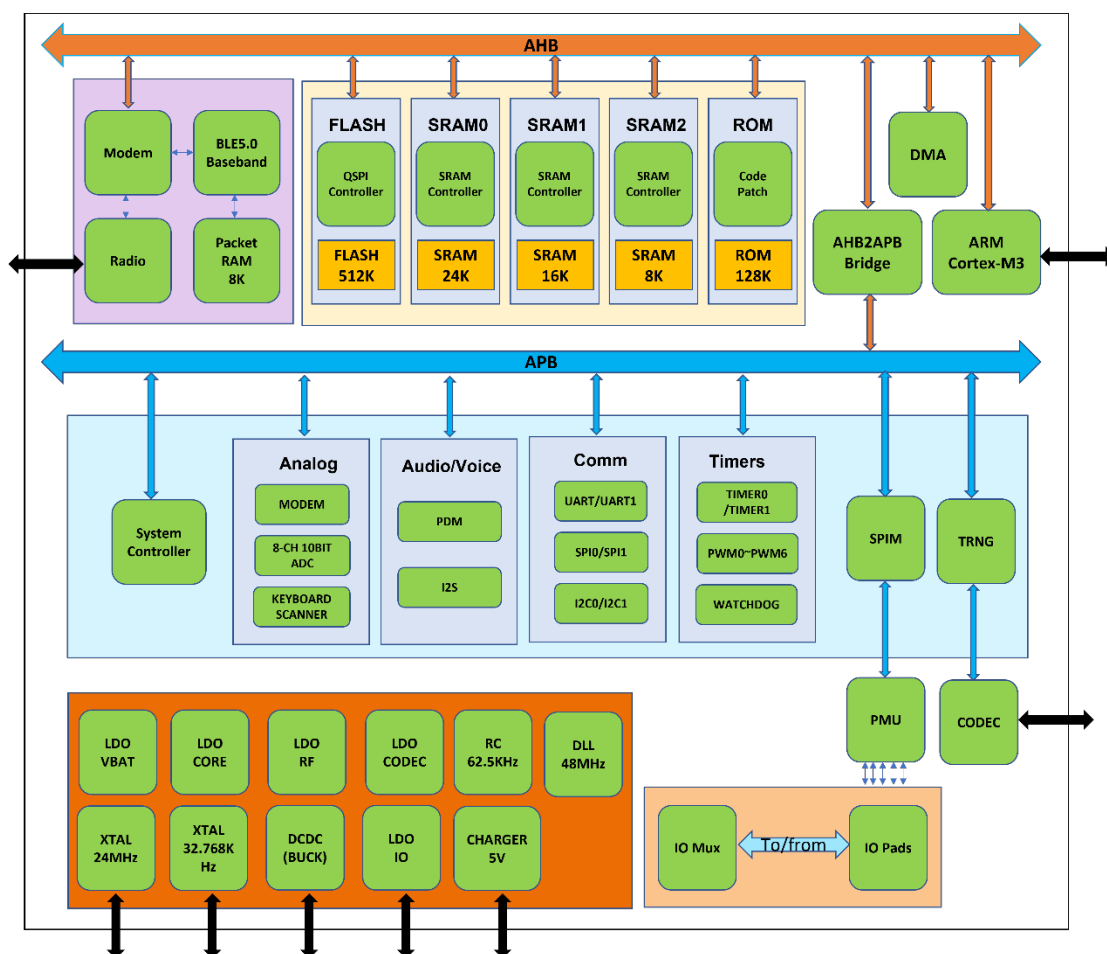 AHB
Modem
BLE5.0
Baseband
Radio
Packet
RAM
8K
FLASH
QSPI
Controller
FLASH
512K
SRAM0
SRAM
Controller
SRAM
24K
SRAM1
SRAM
Controller
SRAM
16K
SRAM2
SRAM
Controller
SRAM
8K
ROM
Code
Patch
ROM
128K
DMA
AHB2APB
Bridge
ARM
Cortex-M3
APB
System
Controller
Analog
MODEM
8-CH 10BIT
ADC
KEYBOARD
SCANNER
Audio/Voice
PDM
I2S
Comm
UART/UART1
SPI0/SPI1
I2C0/I2C1
Timers
TIMER0
/TIMER1
PWM0~PWM6
WATCHDOG
SPIM
TRNG
PMU
CODEC
LDO
VBAT
LDO
CORE
LDO
RF
LDO
CODEC
RC
62.5KHz
DLL
48MHz
XTAL
24MHz
XTAL
32.768K
Hz
DCDC
(BUCK)
LDO
IO
CHARGER
5V
IO Mux
To/from
IO Pads